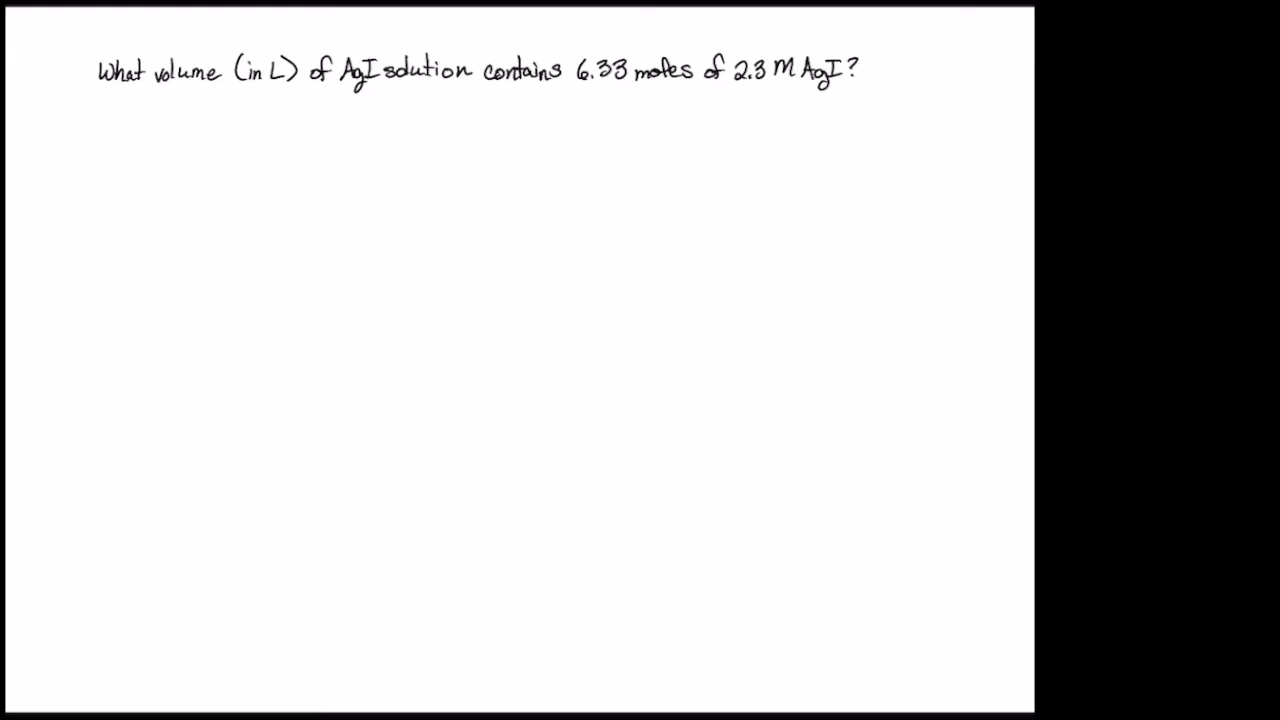 What volume (in L) of AgI solution contains 6.33 moles of 2.3 M AgI?